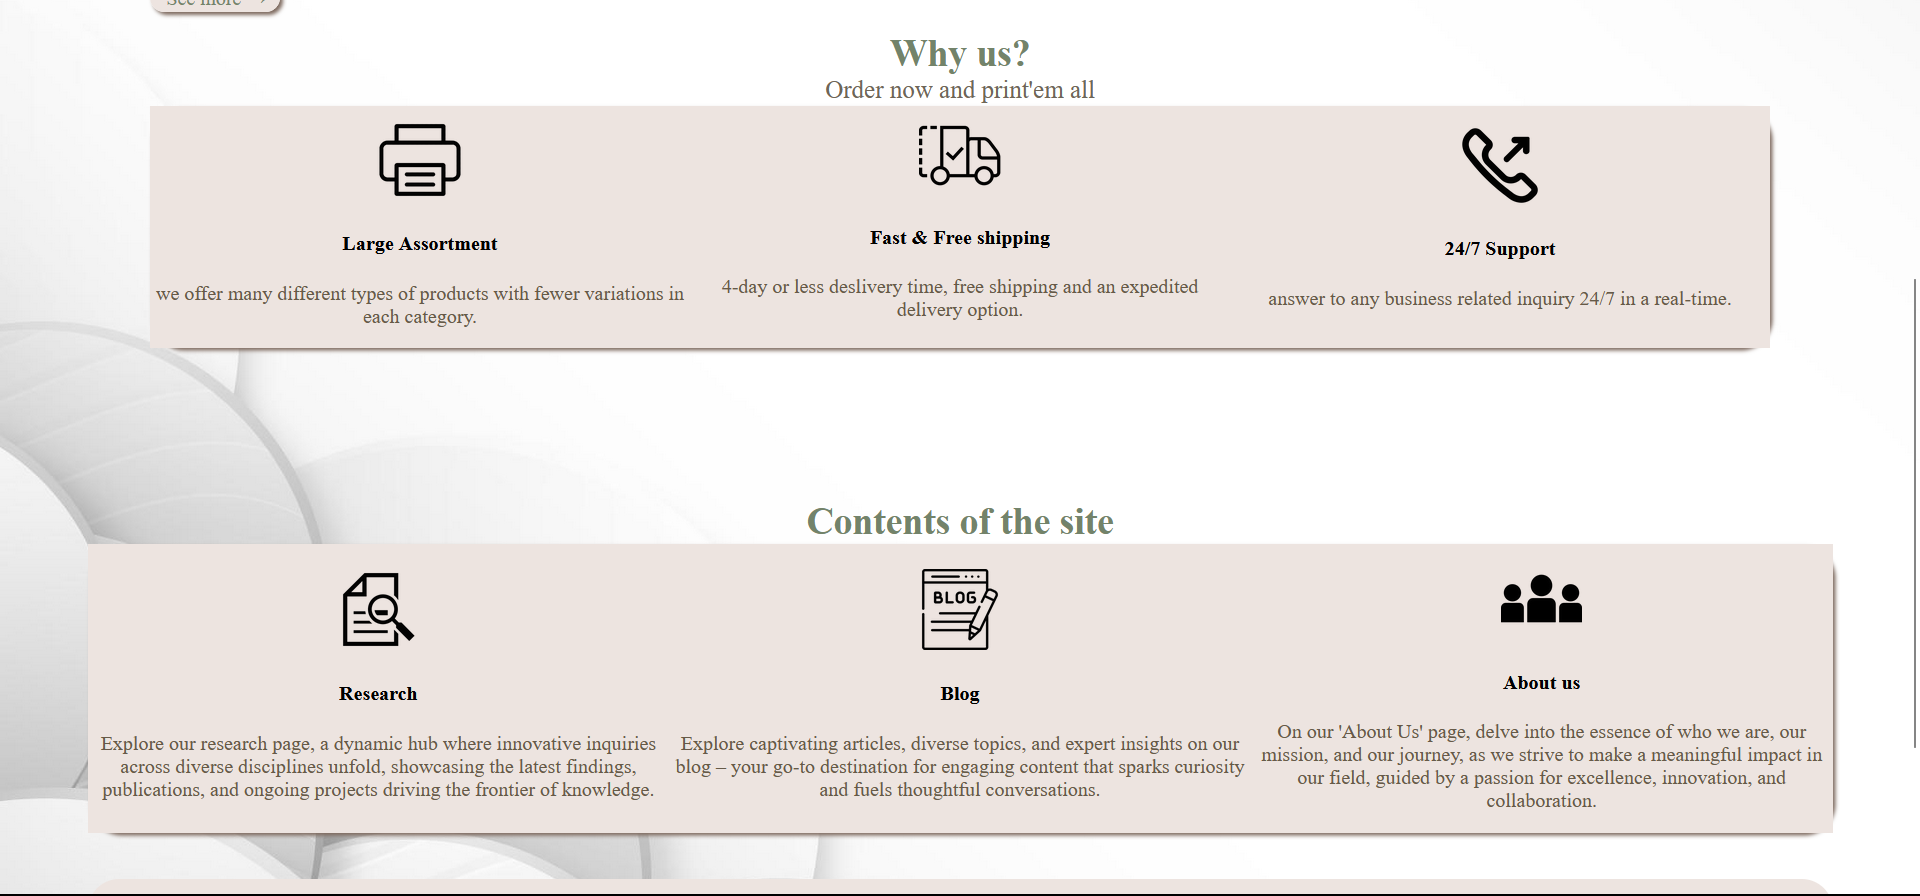 See more
Why us?
Order now and print'em all
Large Assortment
we offer many different types of products with fewer variations in
each category.
Fast & Free shipping
4-day or less deslivery time, free shipping and an expedited
delivery option.
24/7 Support
answer to any business related inquiry 24/7 in a real-time.
Contents of the site
Research
Explore our research page, a dynamic hub where innovative inquiries
across diverse disciplines unfold, showcasing the latest findings,
publications, and ongoing projects driving the frontier of knowledge.
BLOG
Blog
Explore captivating articles, diverse topics, and expert insights on our
blog – your go-to destination for engaging content that sparks curiosity
and fuels thoughtful conversations.
About us
On our 'About Us' page, delve into the essence of who we are, our
mission, and our journey, as we strive to make a meaningful impact in
our field, guided by a passion for excellence, innovation, and
collaboration.